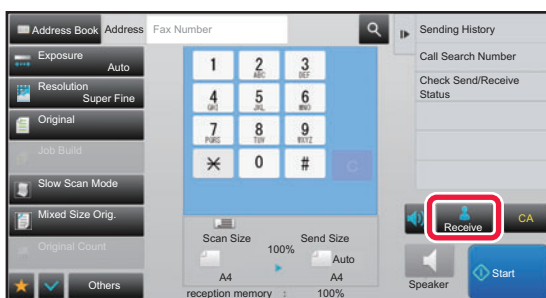 Address Book Address Fax Number
Exposure
Auto
Resolution
Super Fine
Original
Job Build
Slow Scan Mode
Mixed Size Orig.
Original Count
Others
1 2 3
ABC DEF
4 5 6
GHI JKL MNO
7 8 9
PQRS TUV WXYZ
0 #
C
Scan Size 100% Send Size
Auto
A4 A4
reception memory : 100%
Sending History
Call Search Number
Check Send/Receive
Status
Receive CA
Speaker Start